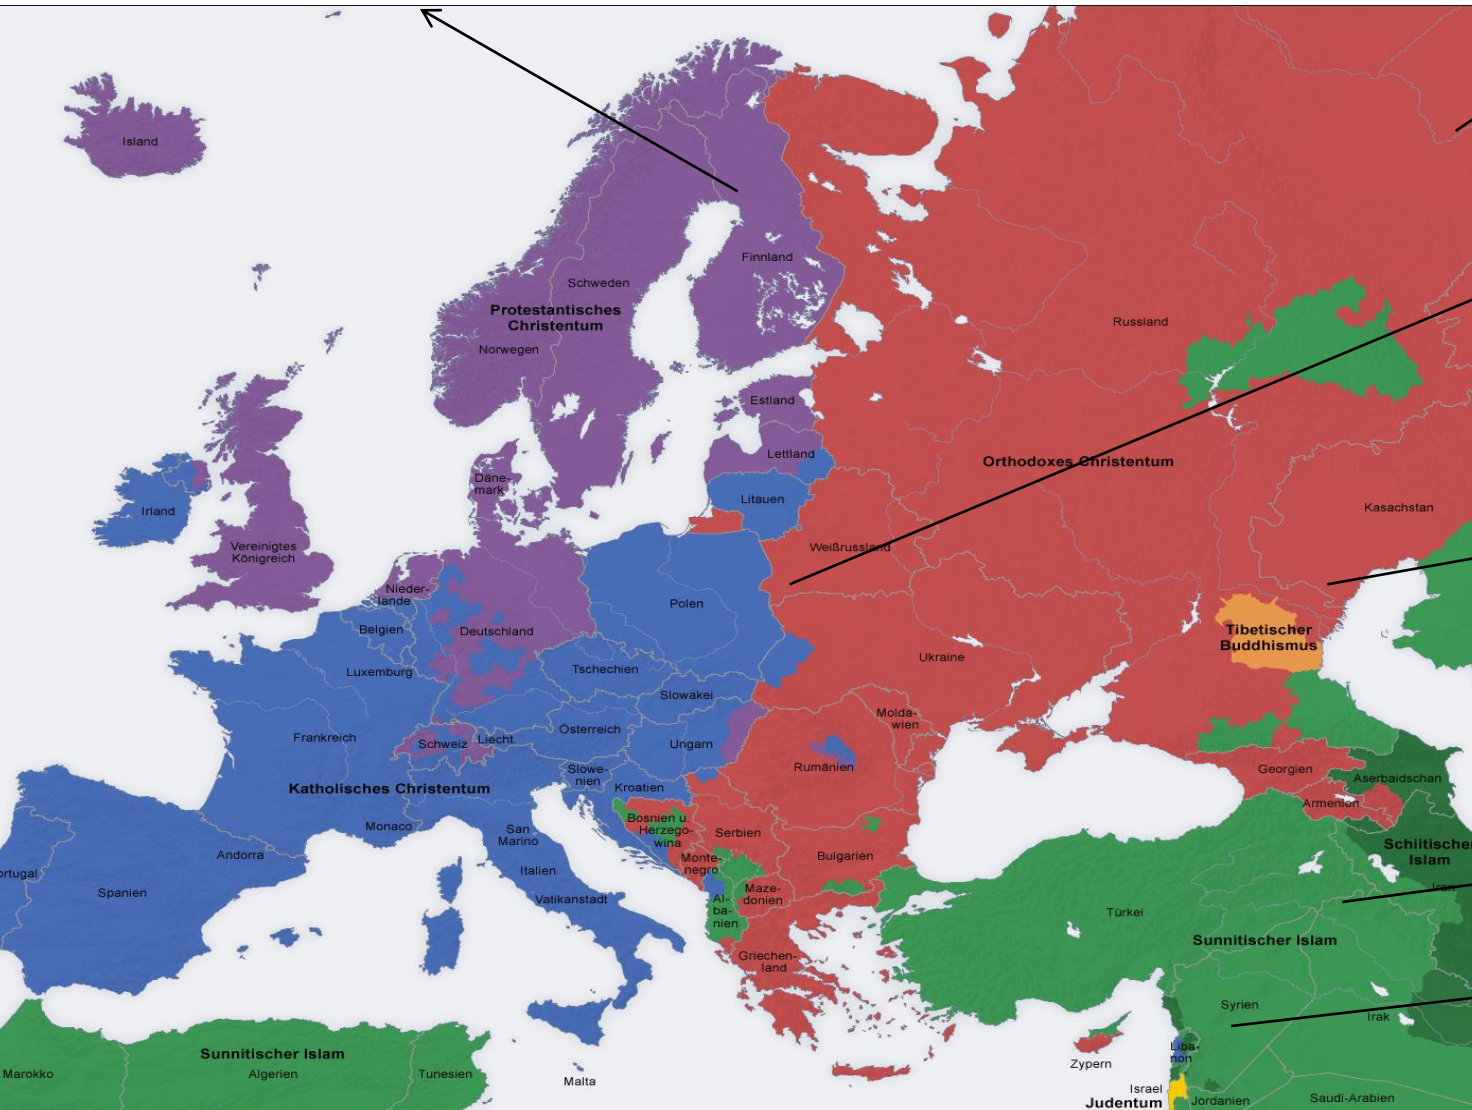 Island
Finnland
Schweden
Protestantisches
Christentum
Norwegen
Russland
Estland
Lettland
Orthodoxes Christentum
Däne-
mark
Litauen
Kasachstan
Irland
Vereinigtes
Königreich
Weißrussland
Nieder-
lande
Polen
Belgien
Deutschland
Tibetischer
Buddhismus
Ukraine
Luxemburg
Tschechien
Slowakei
Molda-
wien
Frankreich
Schweiz
Liecht.
Österreich
Ungarn
Rumänien
Georgien
Aserbaidschan
Slowe-
nien
Kroatien
Katholisches Christentum
Armenien
Bosnien u.
Herzego-
wina
Serbien
Monaco
San
Marino
Schiitischer
Islam
Andorra
Monte-
negro
Bulgarien
Italien
Iran
ortugal
Spanien
Vatikanstadt
Al-
ba-
nien
Maze-
donien
Türkei
Sunnitischer Islam
Griechen-
land
Syrien
Irak
Sunnitischer Islam
Marokko
Algerien
Tunesien
Malta
Zypern
Liba-
non
Israel
Judentum
Jordanien
Saudi-Arabien